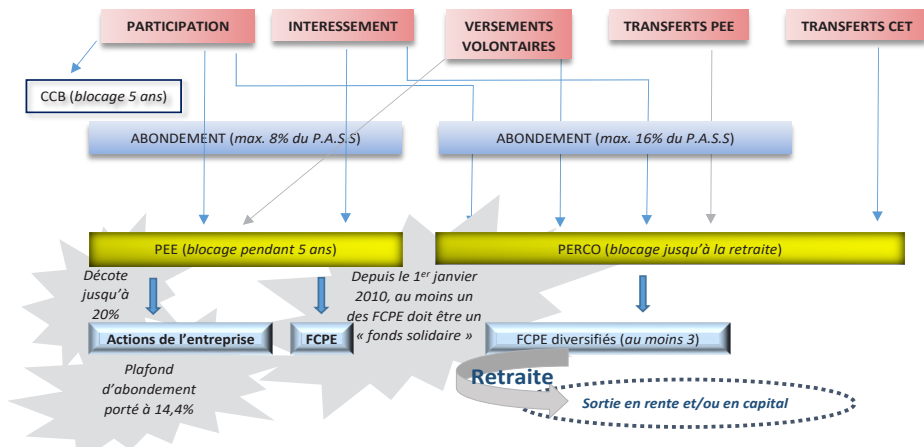 PARTICIPATION
INTERESSEMENT
VERSEMENTS
VOLONTAIRES
TRANSFERTS PEE
TRANSFERTS CET
CCB (blocage 5 ans)
ABONDEMENT (max. 8% du P.A.S.S)
ABONDEMENT (max. 16% du P.A.S.S)
PEE (blocage pendant 5 ans)
PERCO (blocage jusqu'à la retraite)
Décote
jusqu'à
20%
Depuis le 1er janvier
2010, au moins un
des FCPE doit être un
« fonds solidaire »
Actions de l'entreprise
FCPE
FCPE diversifiés (au moins 3)
Plafond
d'abondement
porté à 14,4%
Retraite
Sortie en rente et/ou en capital